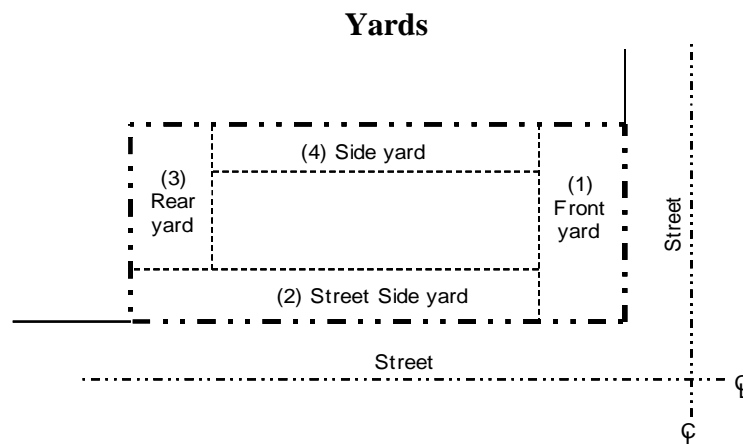 Yards
(4) Side yard
(3)
Rear
yard
(1)
Front
yard
Street
(2) Street Side yard
Street
℄
℄